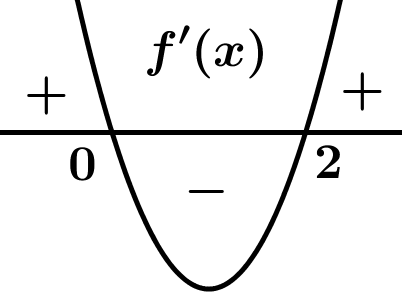 f′(x)
+ +
0 2
−